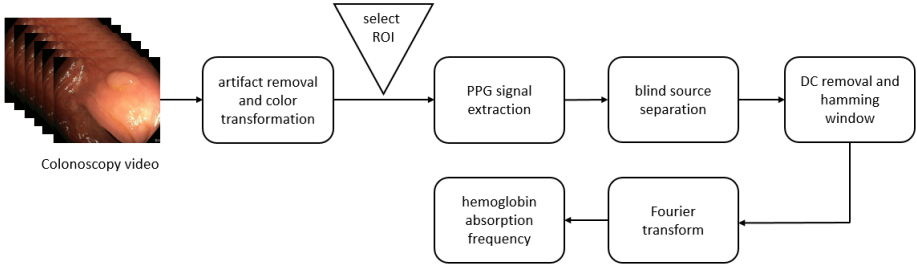 select
ROI
artifact removal
and color
transformation
PPG signal
extraction
blind source
separation
DC removal and
hamming
window
Colonoscopy video
hemoglobin
absorption
frequency
Fourier
transform